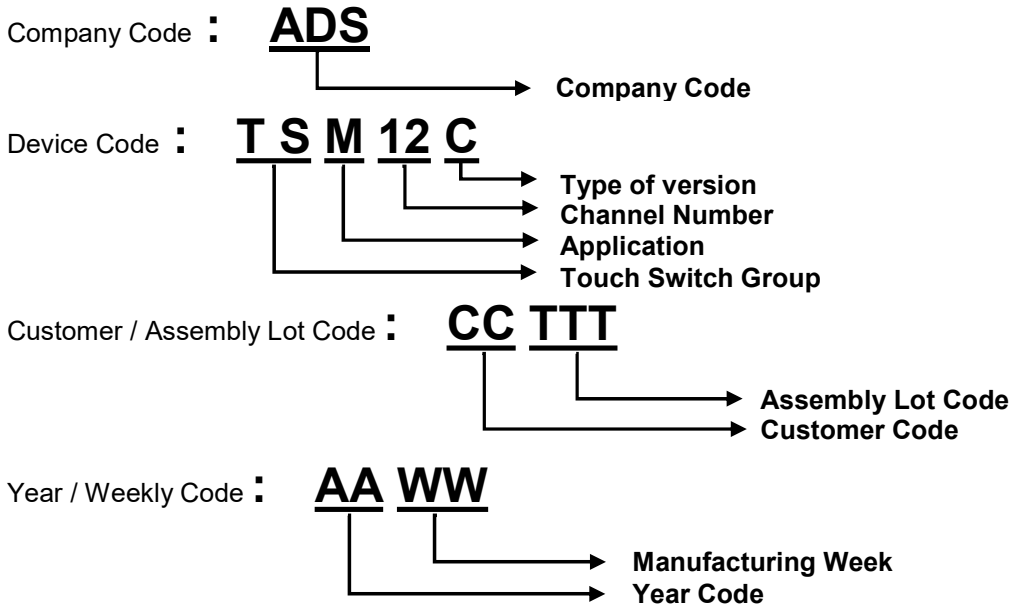 Company Code : ADS
Company Code
Device Code : T S M 12 C
Type of version
Channel Number
Application
Touch Switch Group
Customer / Assembly Lot Code : CC TTT
Assembly Lot Code
Customer Code
Year / Weekly Code : AA WW
Manufacturing Week
Year Code